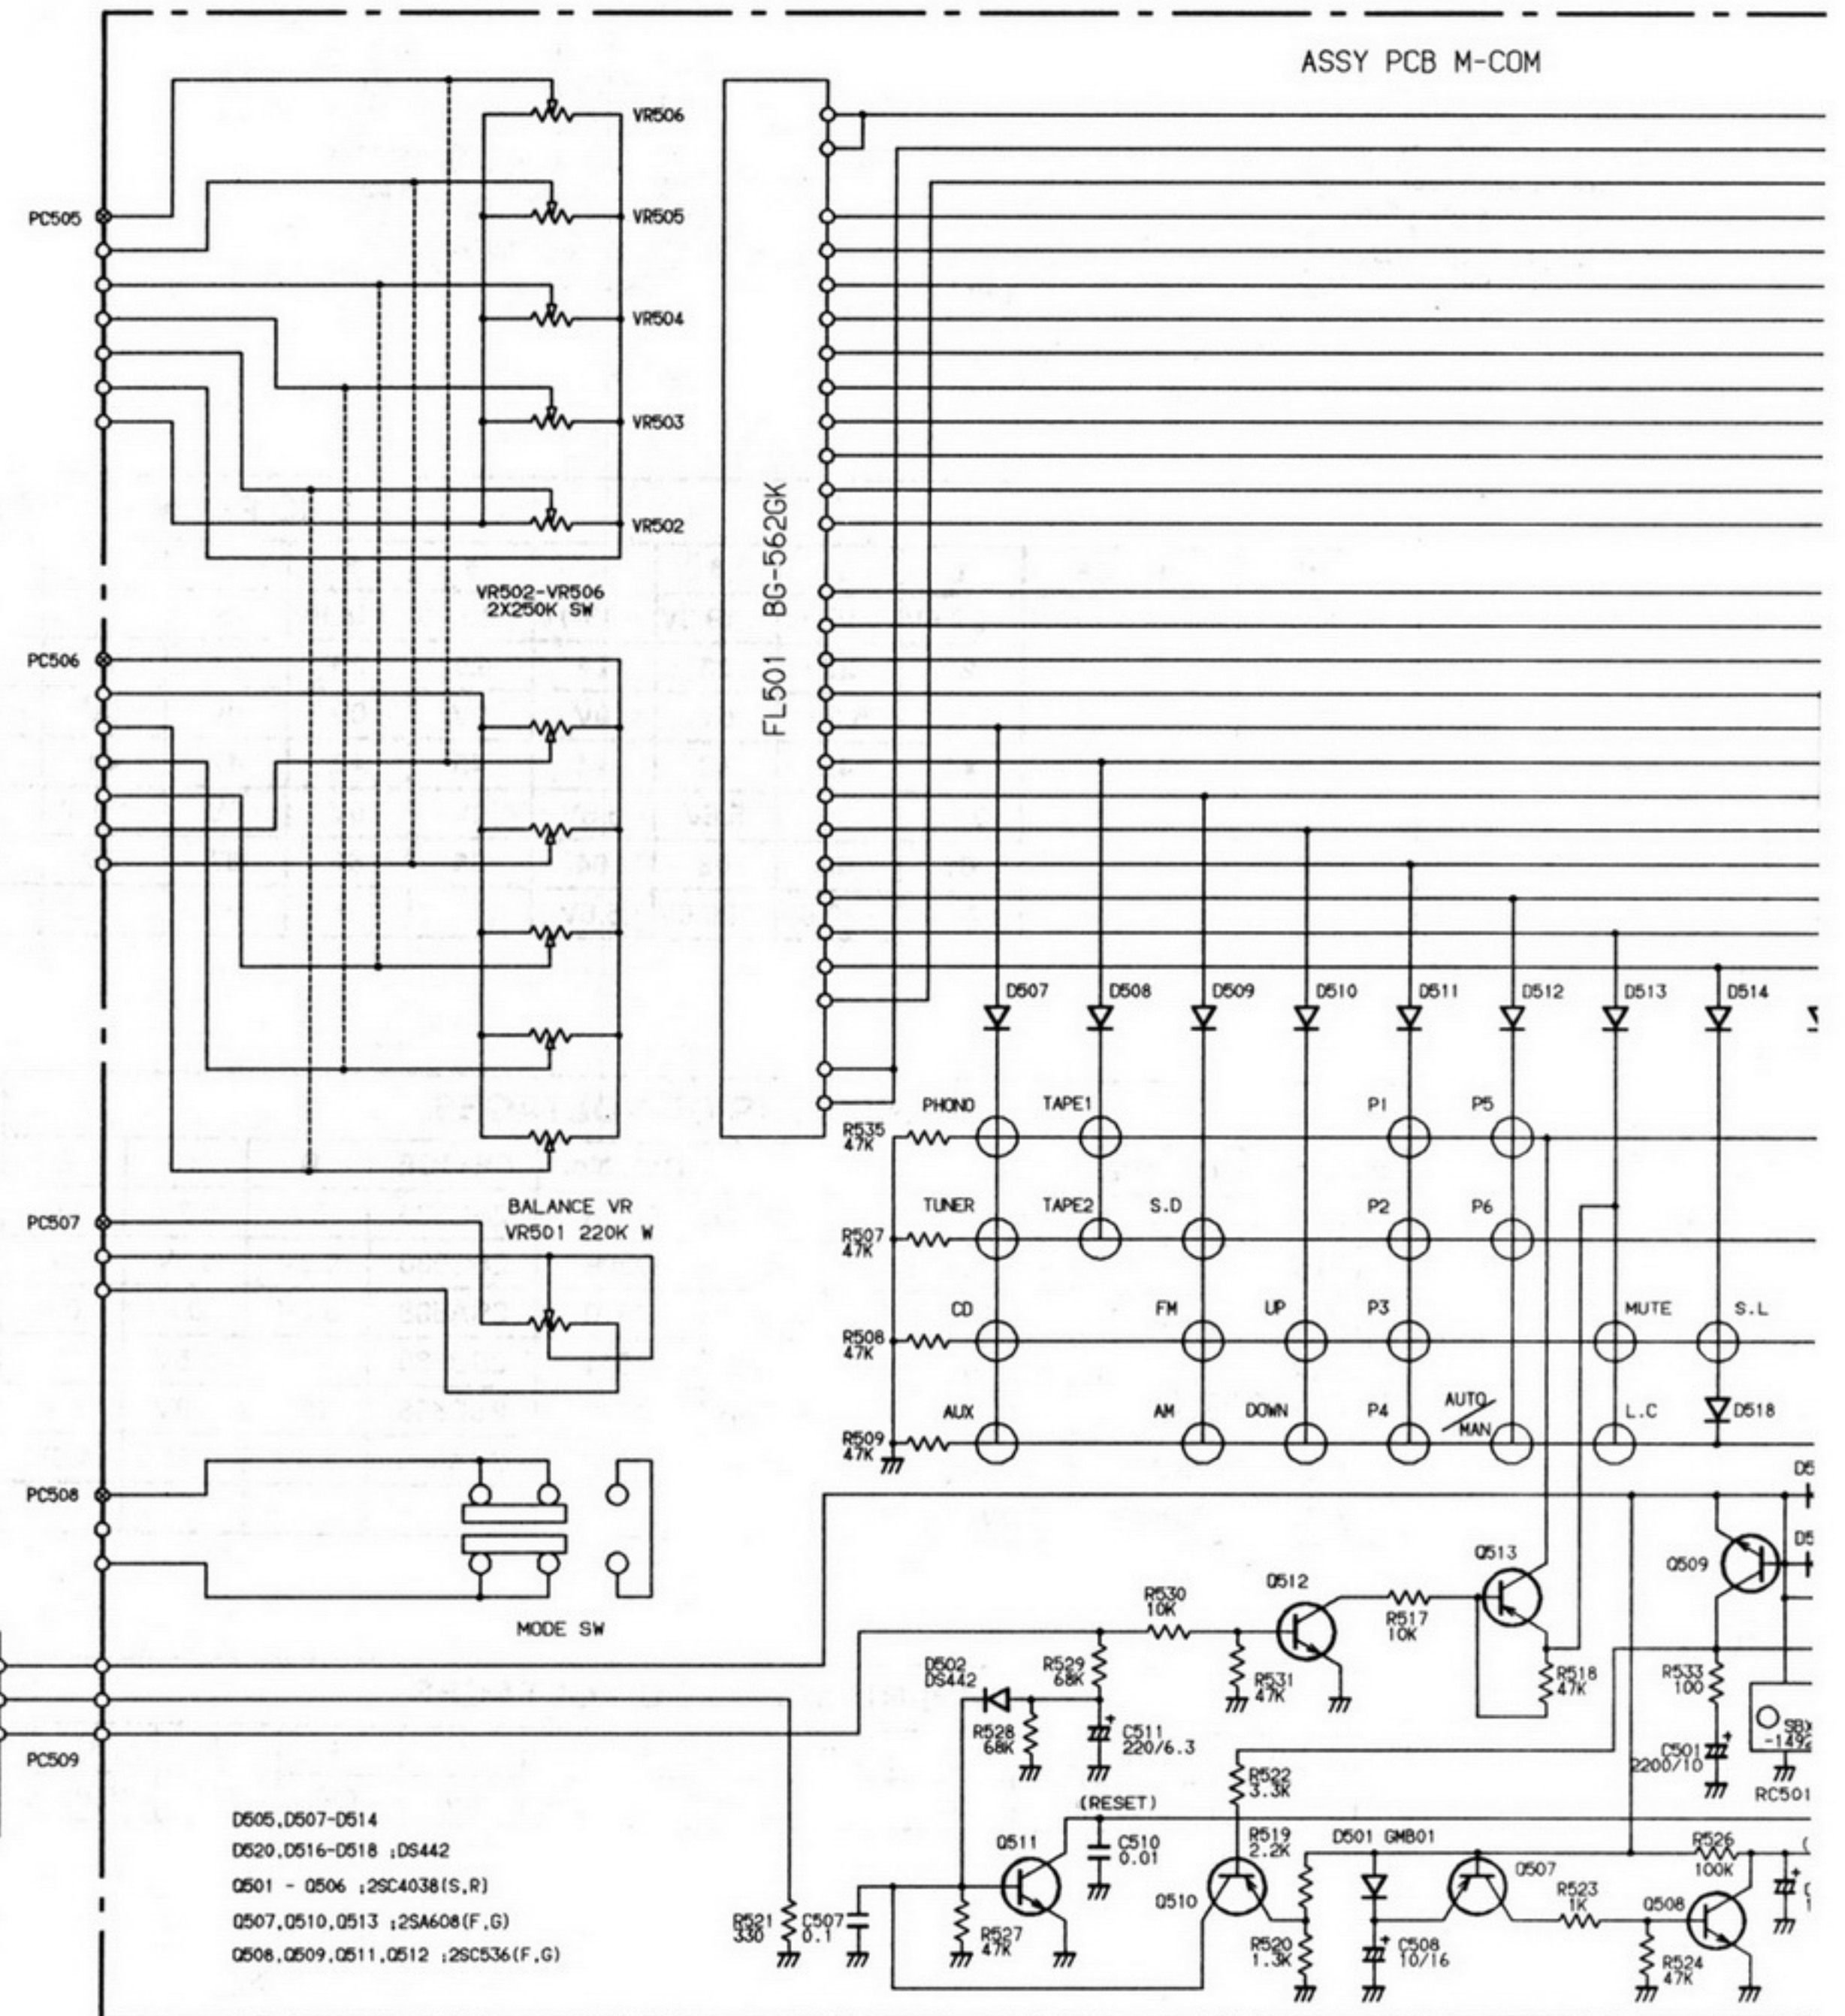 ASSY PCB M-COM
VR506
PC505
VR505
VR504
VR503
VR502
VR502-VR506
2X250K SW
FL501 BG-562GK
PC506
D507
D508
D509
D510
D511
D512
D513
D514
PHONO
TAPE1
P1
P5
R535
47K
BALANCE VR
VR501 220K W
PC507
TUNER
TAPE2
S.D
P2
P6
R507
47K
CD
FM
UP
P3
MUTE
S.L
R508
47K
AUX
AM
DOWN
P4
AUTO/
MAN
L.C
D518
R509
47K
PC508
MODE SW
D5
D5
Q513
Q509
Q512
R530
10K
R517
10K
D502
DS442
R529
68K
R531
47K
R518
47K
R533
100
R528
68K
C511
220/6.3
C501
2200/10
SBX
-149
RC501
PC509
R522
3.3K
(RESET)
D505,D507-D514
D520,D516-D518 ;DS442
Q501 - Q506 ;2SC4038(S,R)
Q507,Q510,Q513 ;2SA608(F,G)
Q508,Q509,Q511,Q512 ;2SC536(F,G)
Q511
C510
0.01
R519
2.2K
D501 GMB01
R526
100K
Q507
Q510
R523
1K
Q508
R521
330
C507
0.1
R527
47K
R520
1.3K
C508
10/16
R524
47K